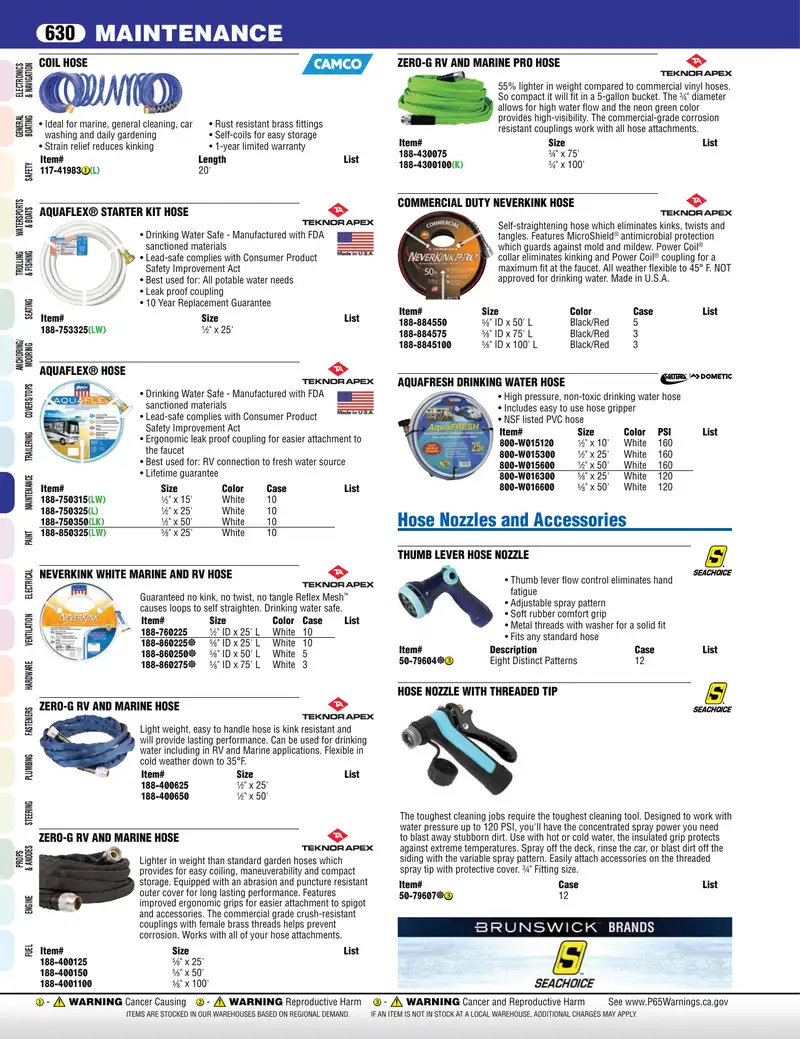 630 MAINTENANCE
ELECTRONICS & NAVIGATION
GENERAL BOATING
SAFETY
WATERSPORTS & BOATS
TROLLING & FISHING
SEATING
ANCHORING/ MOORING
COVERS/TOPS
TRAILERING
MAINTENANCE
PAINT
ELECTRICAL
VENTILATION
HARDWARE
FASTENERS
PLUMBING
STEERING
PROPS & ANODES
ENGINE
FUEL
COIL HOSE
CAMCO
• Ideal for marine, general cleaning, car
washing and daily gardening
• Strain relief reduces kinking
• Rust resistant brass fittings
• Self-coils for easy storage
• 1-year limited warranty
Item# Length List
117-41983①(L) 20'
AQUAFLEX® STARTER KIT HOSE
TEKNOR APEX
• Drinking Water Safe - Manufactured with FDA
sanctioned materials
• Lead-safe complies with Consumer Product
Safety Improvement Act
• Best used for: All potable water needs
• Leak proof coupling
• 10 Year Replacement Guarantee
Made in U.S.A.
Item# Size List
188-753325(LW) ½" x 25'
AQUAFLEX® HOSE
TEKNOR APEX
AQUAFLEX
• Drinking Water Safe - Manufactured with FDA
sanctioned materials
• Lead-safe complies with Consumer Product
Safety Improvement Act
• Ergonomic leak proof coupling for easier attachment to
the faucet
• Best used for: RV connection to fresh water source
• Lifetime guarantee
Made in U.S.A.
Item# Size Color Case List
188-750315(LW) ½" x 15' White 10
188-750325(L) ½" x 25' White 10
188-750350(LK) ½" x 50' White 10
188-850325(LW) ⅝" x 25' White 10
NEVERKINK WHITE MARINE AND RV HOSE
TEKNOR APEX
NEVERKINK
Guaranteed no kink, no twist, no tangle Reflex Mesh™
causes loops to self straighten. Drinking water safe.
Item# Size Color Case List
188-760225 ½" ID x 25' L White 10
188-860225 ⅝" ID x 25' L White 10
188-860250 ⅝" ID x 50' L White 5
188-860275 ⅝" ID x 75' L White 3
ZERO-G RV AND MARINE HOSE
TEKNOR APEX
Light weight, easy to handle hose is kink resistant and
will provide lasting performance. Can be used for drinking
water including in RV and Marine applications. Flexible in
cold weather down to 35°F.
Item# Size List
188-400625 ½" x 25'
188-400650 ½" x 50'
ZERO-G RV AND MARINE HOSE
TEKNOR APEX
Lighter in weight than standard garden hoses which
provides for easy coiling, maneuverability and compact
storage. Equipped with an abrasion and puncture resistant
outer cover for long lasting performance. Features
improved ergonomic grips for easier attachment to spigot
and accessories. The commercial grade crush-resistant
couplings with female brass threads helps prevent
corrosion. Works with all of your hose attachments.
Item# Size List
188-400125 ⅝" x 25'
188-400150 ⅝" x 50'
188-4001100 ⅝" x 100'
ZERO-G RV AND MARINE PRO HOSE
TEKNOR APEX
55% lighter in weight compared to commercial vinyl hoses.
So compact it will fit in a 5-gallon bucket. The ¾" diameter
allows for high water flow and the neon green color
provides high-visibility. The commercial-grade corrosion
resistant couplings work with all hose attachments.
Item# Size List
188-430075 ¾" x 75'
188-4300100(K) ¾" x 100'
COMMERCIAL DUTY NEVERKINK HOSE
TEKNOR APEX
COMMERCIAL
NEVERKINK PRO
50
Self-straightening hose which eliminates kinks, twists and
tangles. Features MicroShield® antimicrobial protection
which guards against mold and mildew. Power Coil®
collar eliminates kinking and Power Coil® coupling for a
maximum fit at the faucet. All weather flexible to 45° F. NOT
approved for drinking water. Made in U.S.A.
Item# Size Color Case List
188-884550 ⅝" ID x 50' L Black/Red 5
188-884575 ⅝" ID x 75' L Black/Red 3
188-8845100 ⅝" ID x 100' L Black/Red 3
AQUAFRESH DRINKING WATER HOSE
DOMETIC
AQUAFRESH
25
• High pressure, non-toxic drinking water hose
• Includes easy to use hose gripper
• NSF listed PVC hose
Item# Size Color PSI List
800-W015120 ½" x 10' White 160
800-W015300 ½" x 25' White 160
800-W015600 ½" x 50' White 160
800-W016300 ⅝" x 25' White 120
800-W016600 ⅝" x 50' White 120
Hose Nozzles and Accessories
THUMB LEVER HOSE NOZZLE
S
SEACHOICE
• Thumb lever flow control eliminates hand
fatigue
• Adjustable spray pattern
• Soft rubber comfort grip
• Metal threads with washer for a solid fit
• Fits any standard hose
Item# Description Case List
50-79604③ Eight Distinct Patterns 12
HOSE NOZZLE WITH THREADED TIP
S
SEACHOICE
The toughest cleaning jobs require the toughest cleaning tool. Designed to work with
water pressure up to 120 PSI, you'll have the concentrated spray power you need
to blast away stubborn dirt. Use with hot or cold water, the insulated grip protects
against extreme temperatures. Spray off the deck, rinse the car, or blast dirt off the
siding with the variable spray pattern. Easily attach accessories on the threaded
spray tip with protective cover. ¾" Fitting size.
Item# Case List
50-79607③ 12
BRUNSWICK BRANDS
S
SEACHOICE
① - WARNING Cancer Causing ② - WARNING Reproductive Harm ③ - WARNING Cancer and Reproductive Harm See www.P65Warnings.ca.gov
ITEMS ARE STOCKED IN OUR WAREHOUSES BASED ON REGIONAL DEMAND. IF AN ITEM IS NOT IN STOCK AT A LOCAL WAREHOUSE, ADDITIONAL CHARGES MAY APPLY.